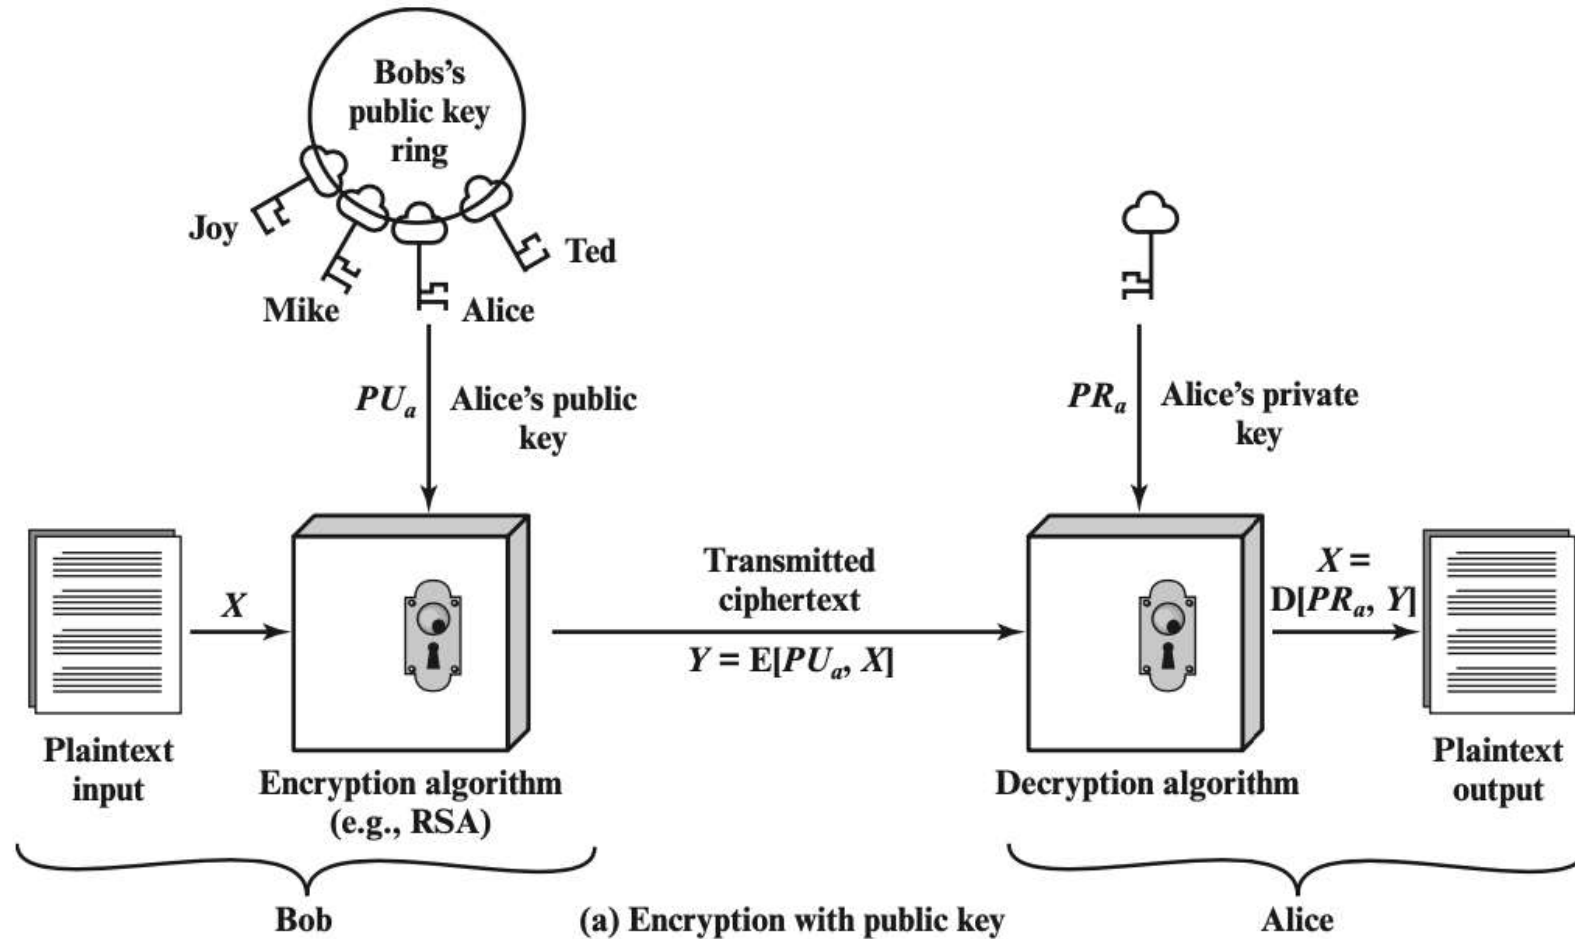 Bobs's
public key
ring
Joy
Ted
Mike
Alice
PUa
Alice's public
key
PRa
Alice's private
key
X
Transmitted
ciphertext
Y = E[PUa, X]
X =
D[PRa, Y]
Plaintext
input
Encryption algorithm
(e.g., RSA)
Decryption algorithm
Plaintext
output
Bob
(a) Encryption with public key
Alice